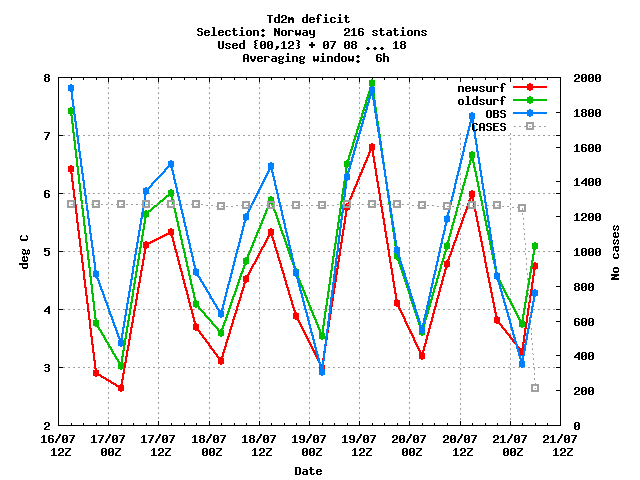 Td2m deficit
Selection: Norway    216 stations
Used {00,12} + 07 08 ... 18
Averaging window:  6h
newsurf
oldsurf
OBS
CASES
deg C
8
7
6
5
4
3
2
No cases
2000
1800
1600
1400
1200
1000
800
600
400
200
0
16/07 17/07 17/07 18/07 18/07 19/07 19/07 20/07 20/07 21/07 21/07
12Z 00Z 12Z 00Z 12Z 00Z 12Z 00Z 12Z 00Z 12Z
Date